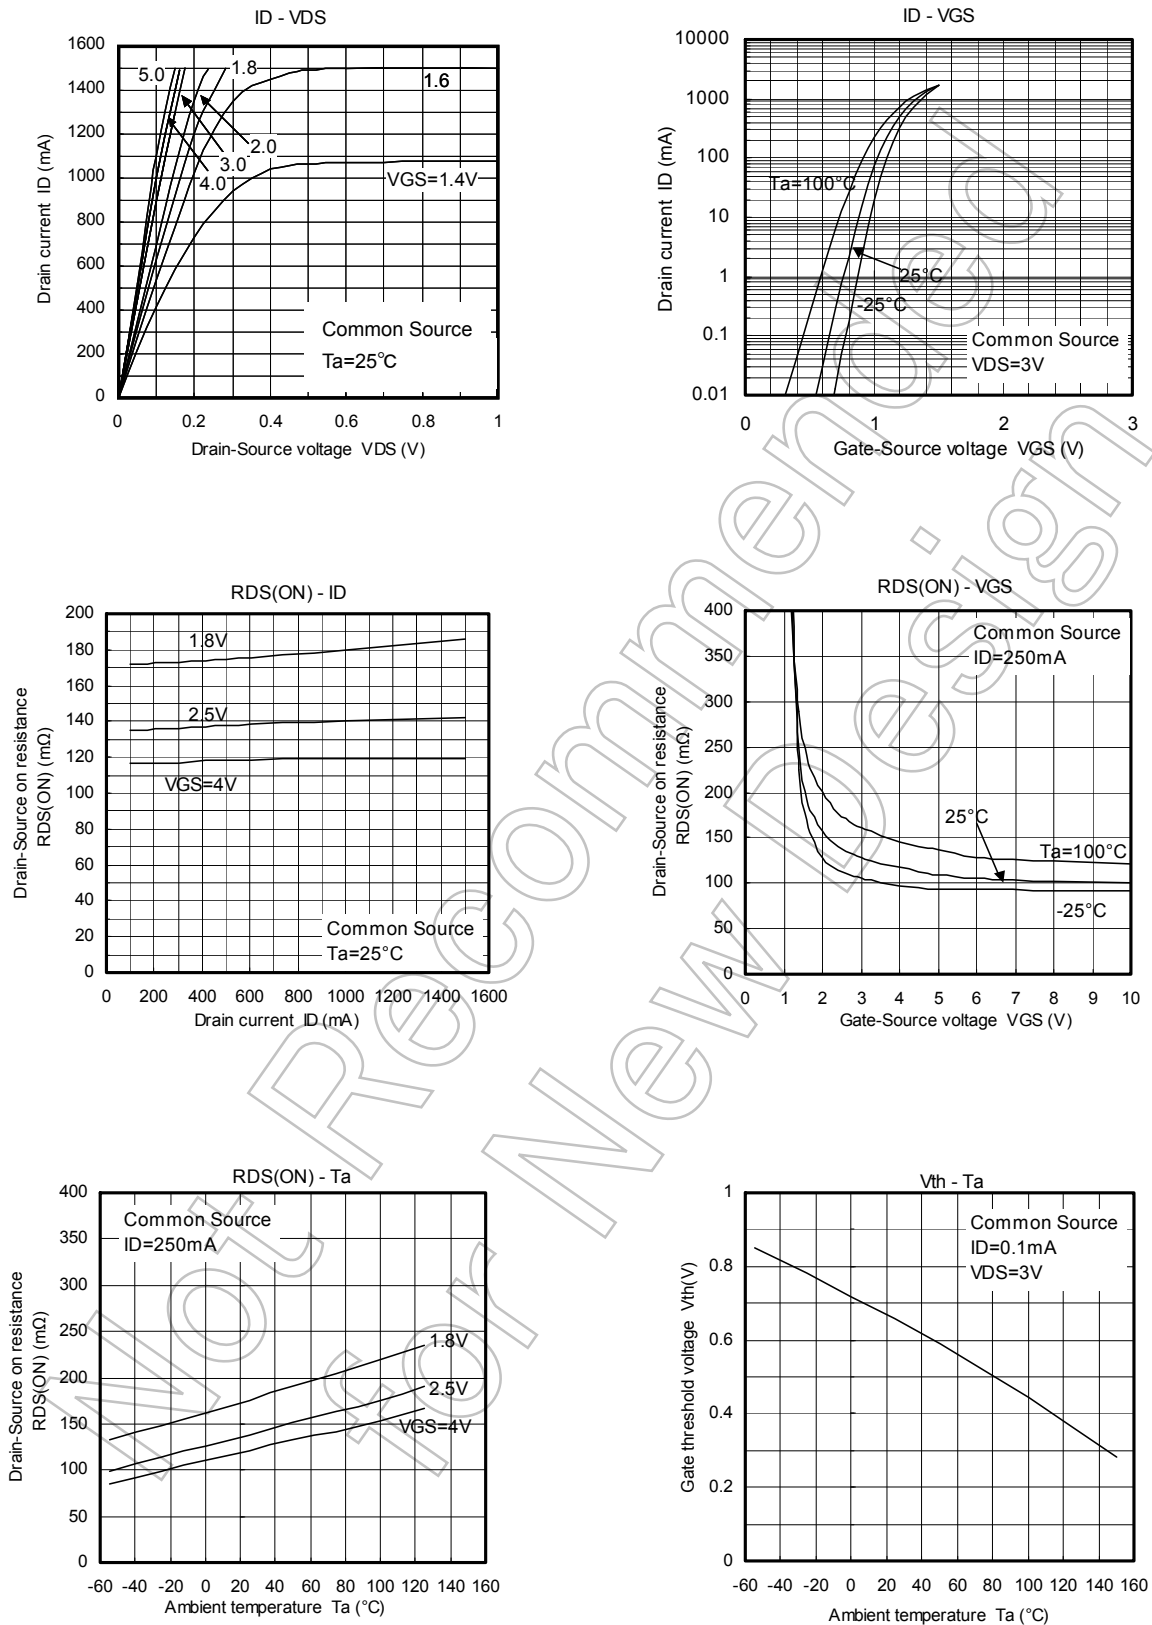 ID - VDS
1600
1400
1200
1000
800
600
400
200
0
0 0.2 0.4 0.6 0.8 1
Drain current ID (mA)
Drain-Source voltage VDS (V)
5.0
1.8
1.6
2.0
3.0
4.0
VGS=1.4V
Common Source
Ta=25°C
ID - VGS
10000
1000
100
10
1
0.1
0.01
0 1 2 3
Drain current ID (mA)
Gate-Source voltage VGS (V)
Ta=100°C
25°C
-25°C
Common Source
VDS=3V
RDS(ON) - ID
200
180
160
140
120
100
80
60
40
20
0
0 200 400 600 800 1000 1200 1400 1600
Drain-Source on resistance
RDS(ON) (mΩ)
Drain current ID (mA)
1.8V
2.5V
VGS=4V
Common Source
Ta=25°C
RDS(ON) - VGS
400
350
300
250
200
150
100
50
0
0 1 2 3 4 5 6 7 8 9 10
Drain-Source on resistance
RDS(ON) (mΩ)
Gate-Source voltage VGS (V)
Common Source
ID=250mA
25°C
Ta=100°C
-25°C
RDS(ON) - Ta
400
350
300
250
200
150
100
50
0
-60 -40 -20 0 20 40 60 80 100 120 140 160
Drain-Source on resistance
RDS(ON) (mΩ)
Ambient temperature Ta (°C)
Common Source
ID=250mA
1.8V
2.5V
VGS=4V
Vth - Ta
1
0.8
0.6
0.4
0.2
0
-60 -40 -20 0 20 40 60 80 100 120 140 160
Gate threshold voltage Vth(V)
Ambient temperature Ta (°C)
Common Source
ID=0.1mA
VDS=3V
Not Recommended
for New Design